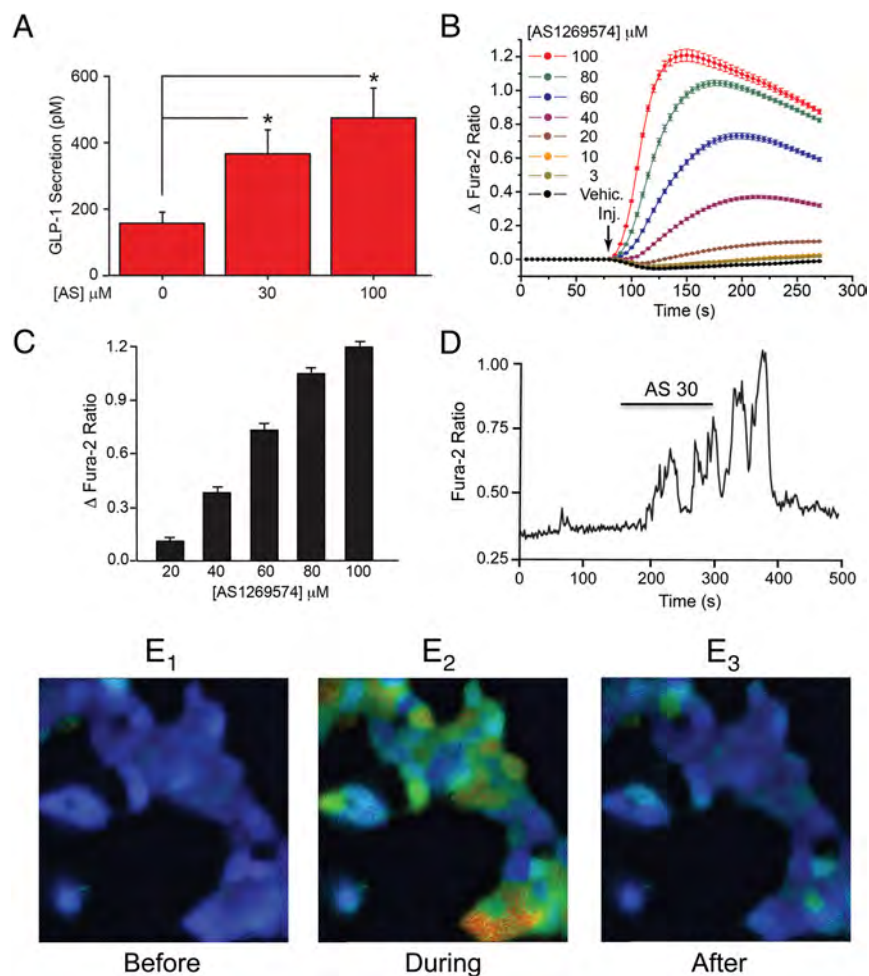 A
GLP-1 Secretion (pM)
600
400
200
0
*
*
[AS] μM
0
30
100
B
[AS1269574] μM
100
80
60
40
20
10
3
Vehic.
Inj.
Δ Fura-2 Ratio
1.2
1.0
0.8
0.6
0.4
0.2
0.0
0
50
100
150
200
250
300
Time (s)
C
Δ Fura-2 Ratio
1.2
0.9
0.6
0.3
0.0
20
40
60
80
100
[AS1269574] μM
D
Fura-2 Ratio
1.00
0.75
0.50
0.25
AS 30
0
100
200
300
400
500
Time (s)
E1
E2
E3
Before
During
After